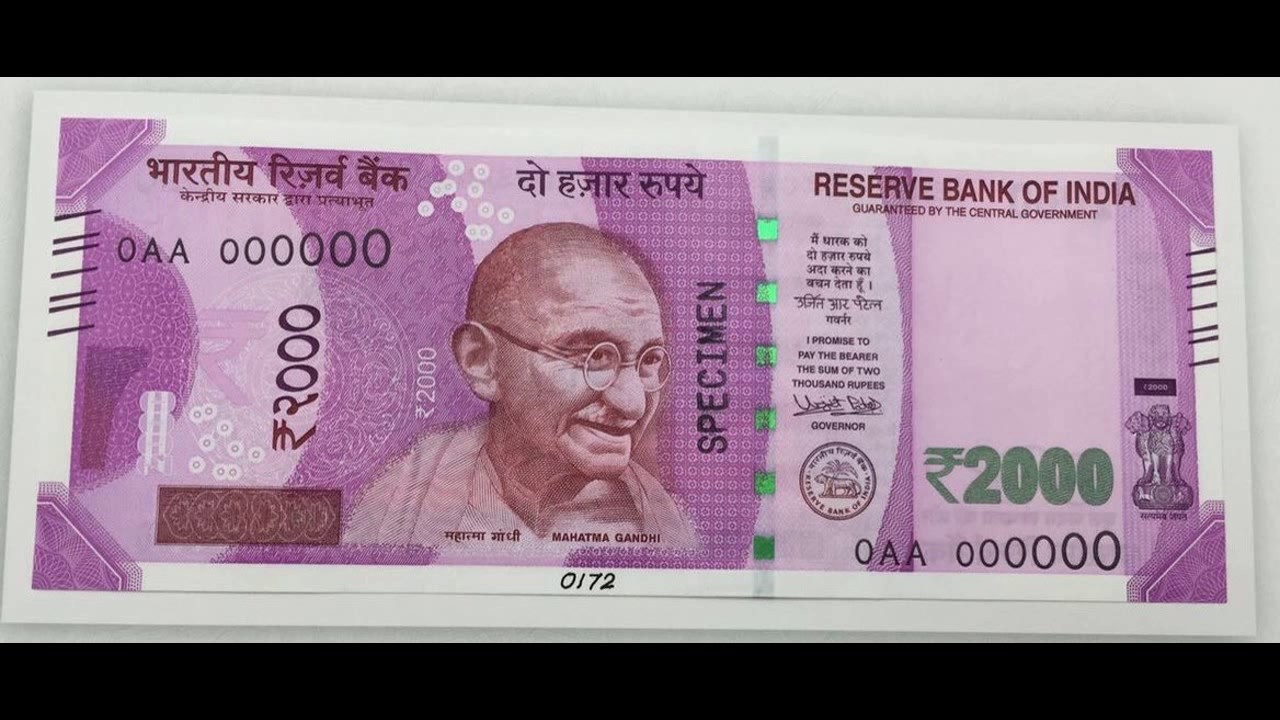 भारतीय रिज़र्व बैंक
केन्द्रीय सरकार द्वारा प्रत्याभूत
0AA 000000
₹२०००
₹2000
दो हज़ार रुपये
महात्मा गांधी
MAHATMA GANDHI
0172
SPECIMEN
RESERVE BANK OF INDIA
GUARANTEED BY THE CENTRAL GOVERNMENT
मैं धारक को
दो हज़ार रुपये
अदा करने का
वचन देता हूँ ।
उर्जित आर पटेल
गवर्नर
I PROMISE TO
PAY THE BEARER
THE SUM OF TWO
THOUSAND RUPEES
GOVERNOR
भारतीय रिज़र्व बैंक
RESERVE BANK OF INDIA
₹2000
₹2000
सत्यमेव जयते
0AA 000000